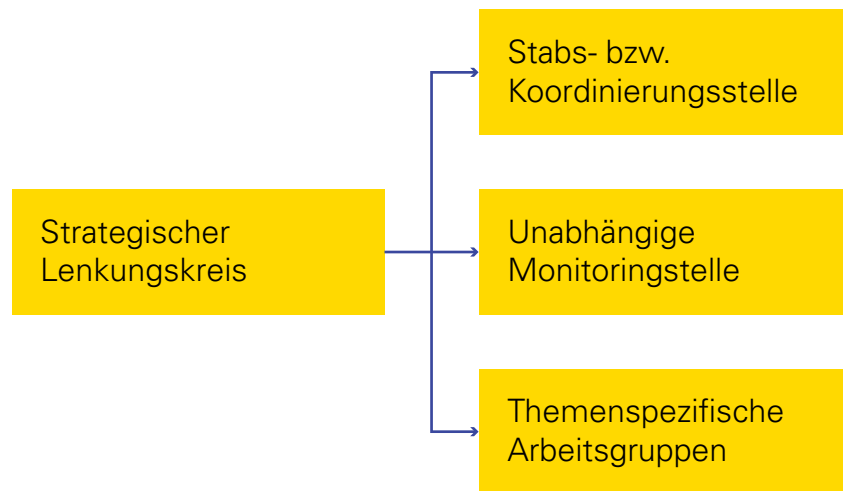 Stabs- bzw.
Koordinierungsstelle
Strategischer
Lenkungskreis
Unabhängige
Monitoringstelle
Themenspezifische
Arbeitsgruppen